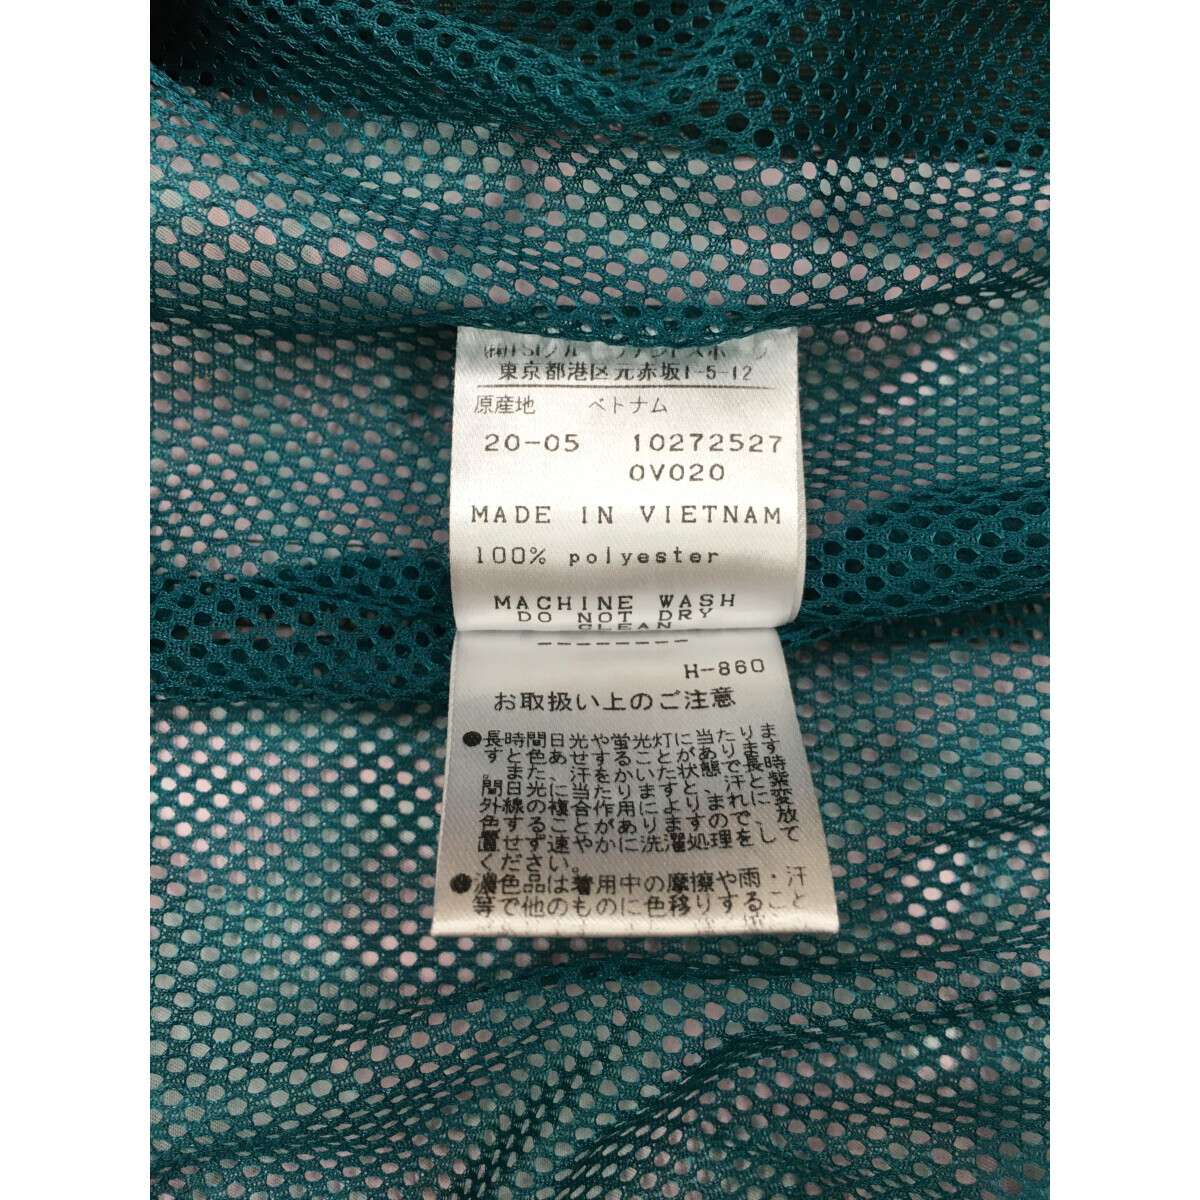 東京都港区元赤坂1-5-12
原産地 ベトナム
20-05 10272527
0V020
MADE IN VIETNAM
100% polyester
MACHINE WASH
DO NOT DRY
CLEAN
--------
H-860
お取扱い上のご注意
●長時間日光や蛍光灯に当たりま
すと色あせすることがあります
。また、汗をかいた状態で長時
間日光に当たりますと、汗と紫
外線の複合作用により、まれに変
色することがありますので、放
置せず速やかに洗濯処理をして
ください。
●濃色品は着用中の摩擦や雨・汗
等で他のものに色移りすること